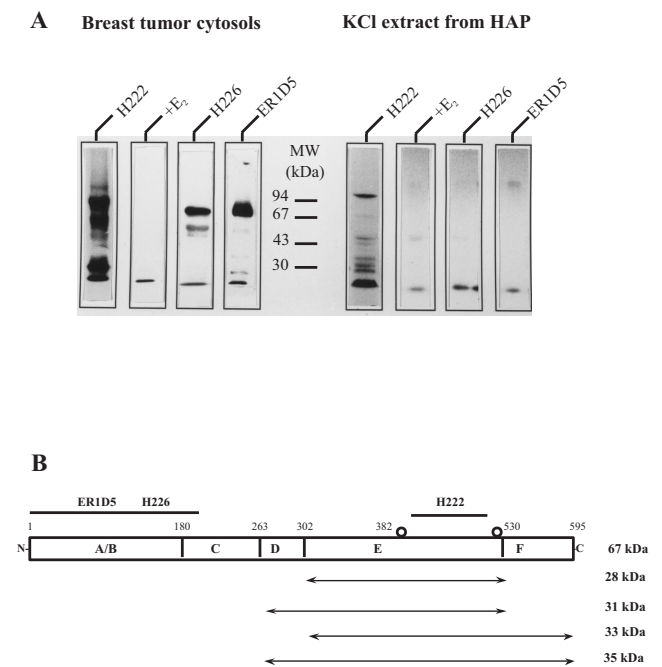 A Breast tumor cytosols KCl extract from HAP
H222 +E₂ H226 ER1D5 H222 +E₂ H226 ER1D5
MW
(kDa)
94
67
43
30
B
ER1D5 H226 H222
1 180 263 302 382 530 595
N- A/B C D E F -C 67 kDa
28 kDa
31 kDa
33 kDa
35 kDa